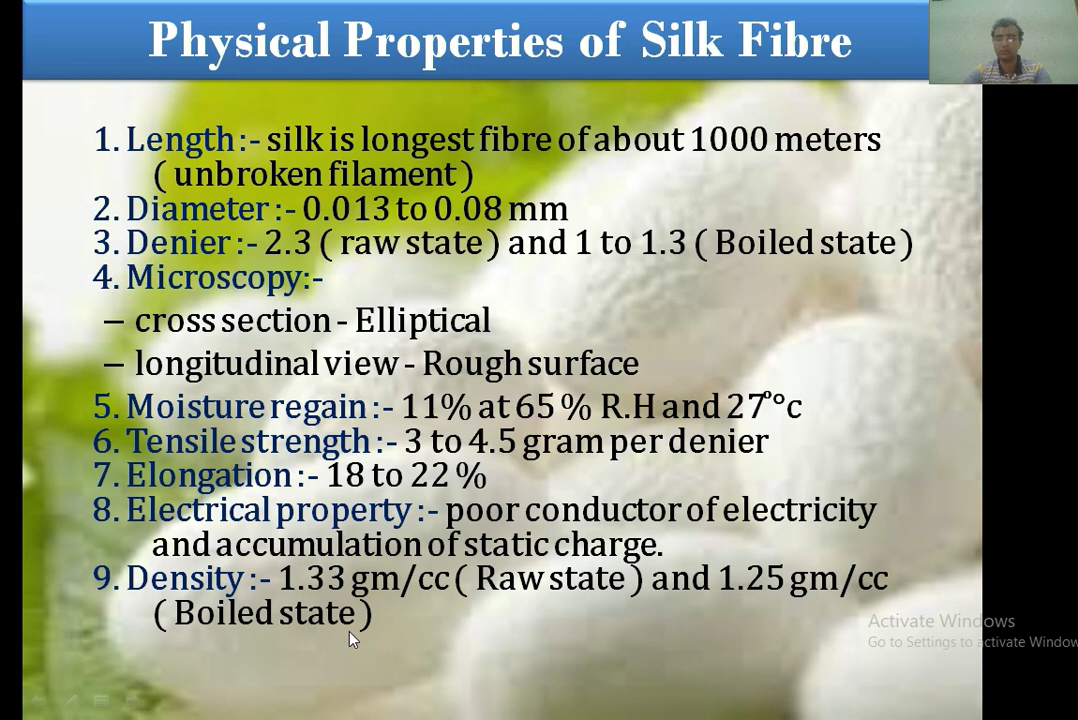 Physical Properties of Silk Fibre
1. Length :- silk is longest fibre of about 1000 meters
( unbroken filament )
2. Diameter :- 0.013 to 0.08 mm
3. Denier :- 2.3 ( raw state ) and 1 to 1.3 ( Boiled state )
4. Microscopy:-
– cross section - Elliptical
– longitudinal view - Rough surface
5. Moisture regain :- 11% at 65 % R.H and 27°°c
6. Tensile strength :- 3 to 4.5 gram per denier
7. Elongation :- 18 to 22 %
8. Electrical property :- poor conductor of electricity
and accumulation of static charge.
9. Density :- 1.33 gm/cc ( Raw state ) and 1.25 gm/cc
( Boiled state )
Activate Windows
Go to Settings to activate Window